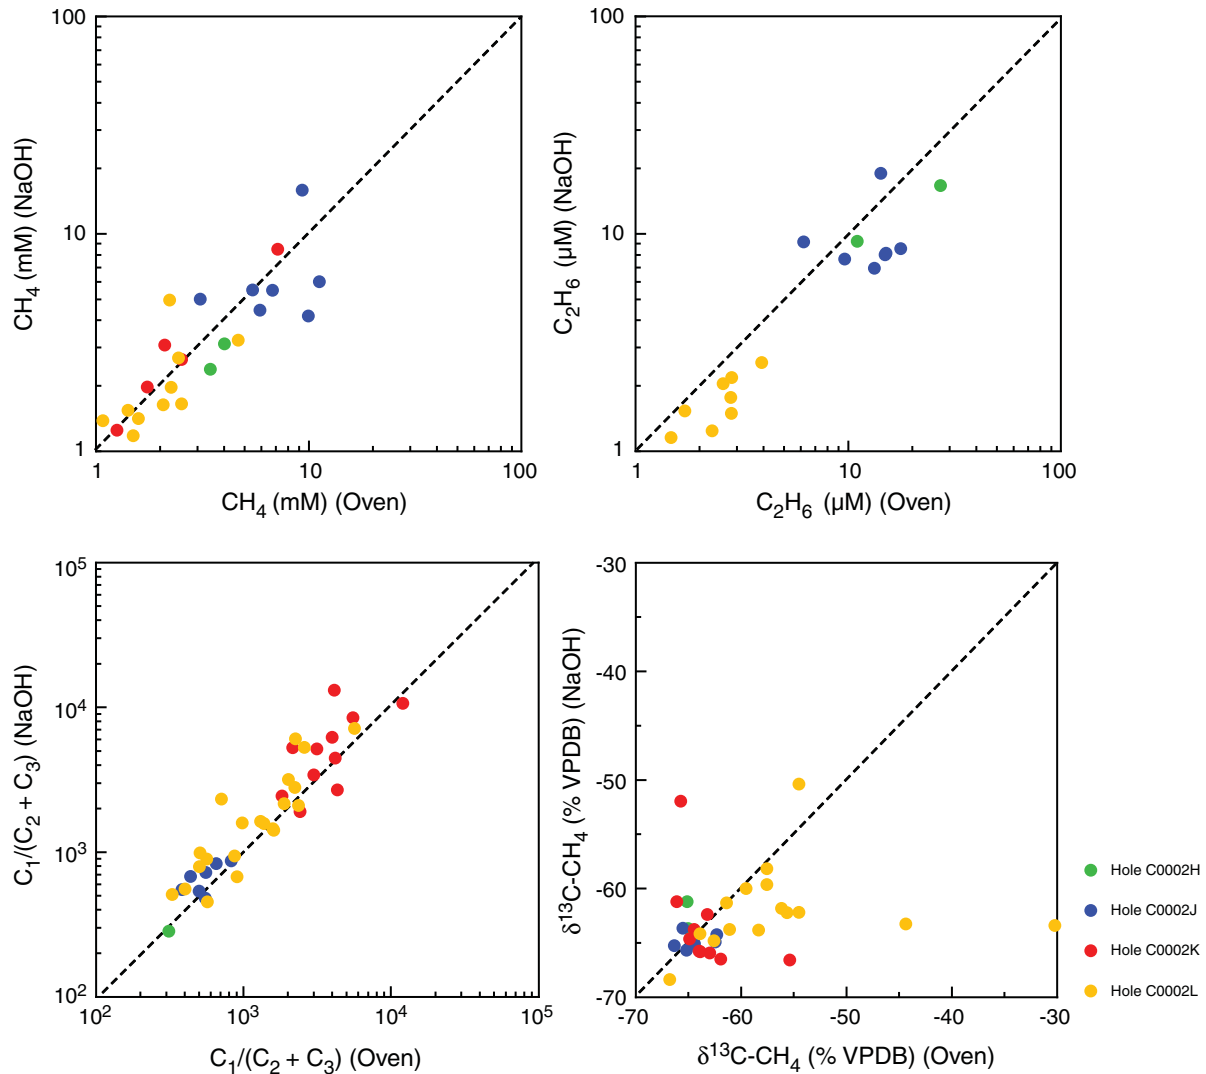 100
10
1
CH4 (mM) (NaOH)
1
10
100
CH4 (mM) (Oven)
100
10
1
C2H6 (µM) (NaOH)
1
10
100
C2H6 (µM) (Oven)
10^5
10^4
10^3
10^2
C1/(C2 + C3) (NaOH)
10^2
10^3
10^4
10^5
C1/(C2 + C3) (Oven)
-30
-40
-50
-60
-70
δ13C-CH4 (% VPDB) (NaOH)
-70
-60
-50
-40
-30
δ13C-CH4 (% VPDB) (Oven)
Hole C0002H
Hole C0002J
Hole C0002K
Hole C0002L